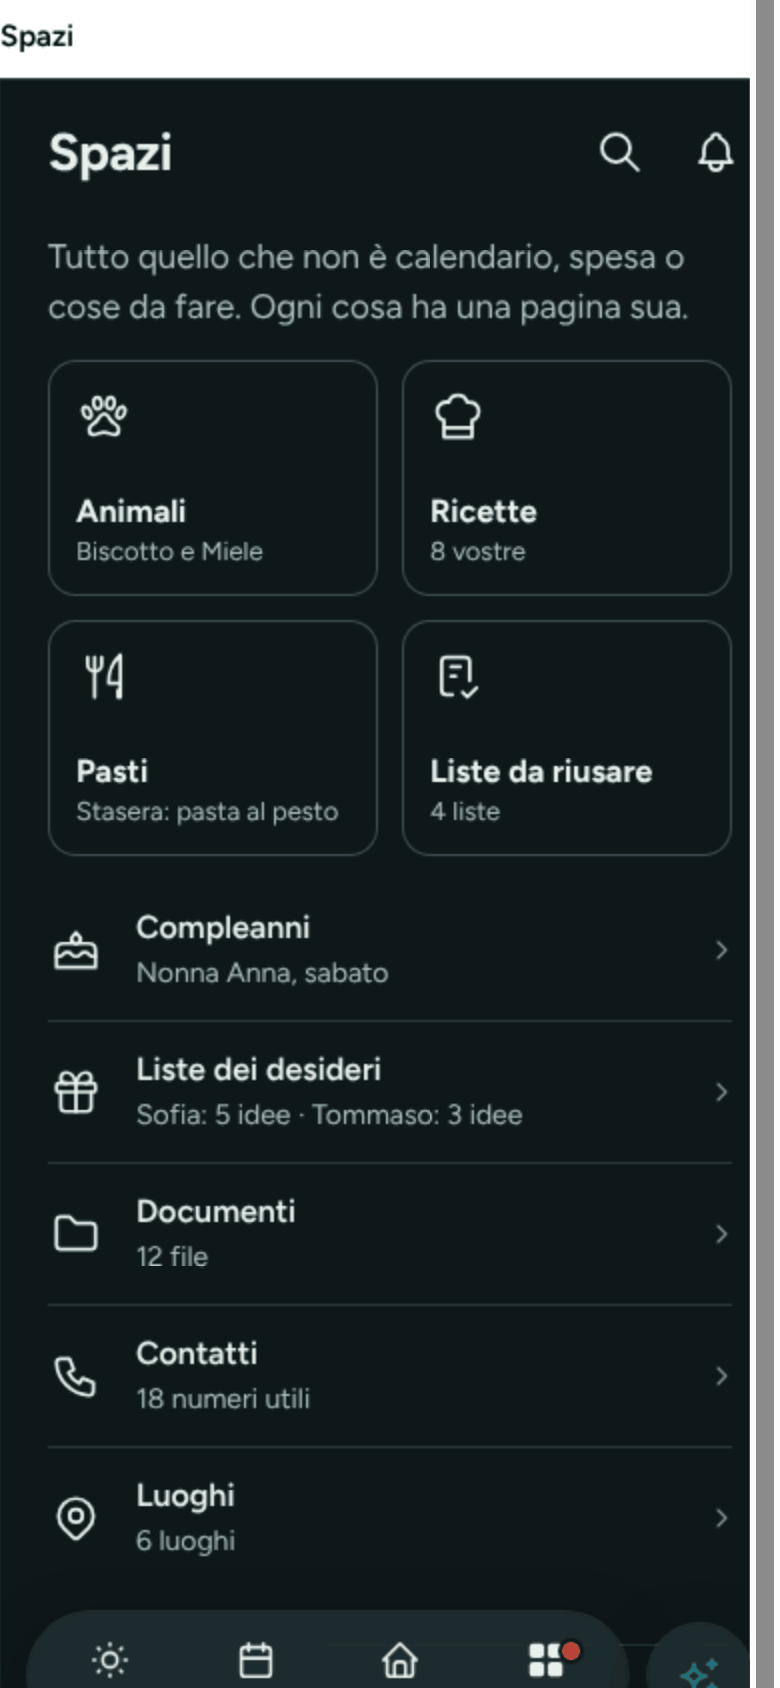 Spazi
Spazi
Tutto quello che non è calendario, spesa o
cose da fare. Ogni cosa ha una pagina sua.
Animali
Biscotto e Miele
Ricette
8 vostre
Pasti
Stasera: pasta al pesto
Liste da riusare
4 liste
Compleanni
Nonna Anna, sabato
Liste dei desideri
Sofia: 5 idee · Tommaso: 3 idee
Documenti
12 file
Contatti
18 numeri utili
Luoghi
6 luoghi